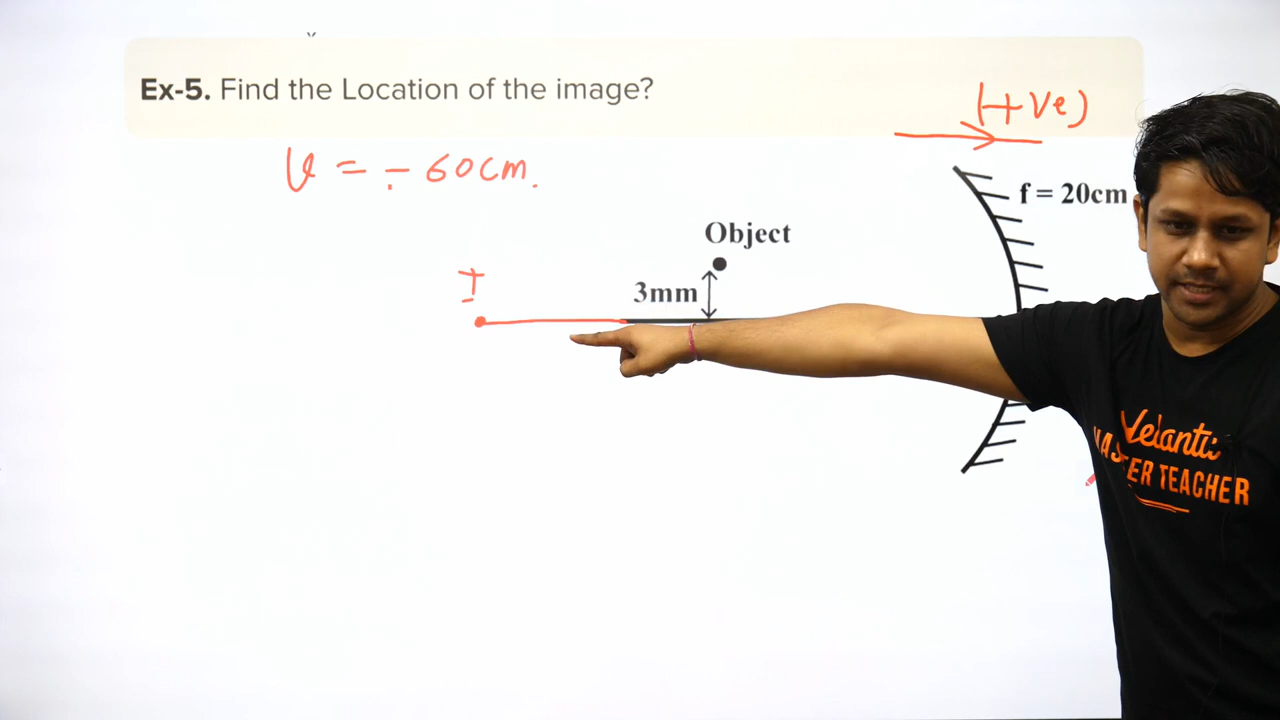 Ex-5. Find the Location of the image?
(+ve)
v = - 60cm.
f = 20cm
Object
I
3mm
Vedantu
MASTER TEACHER